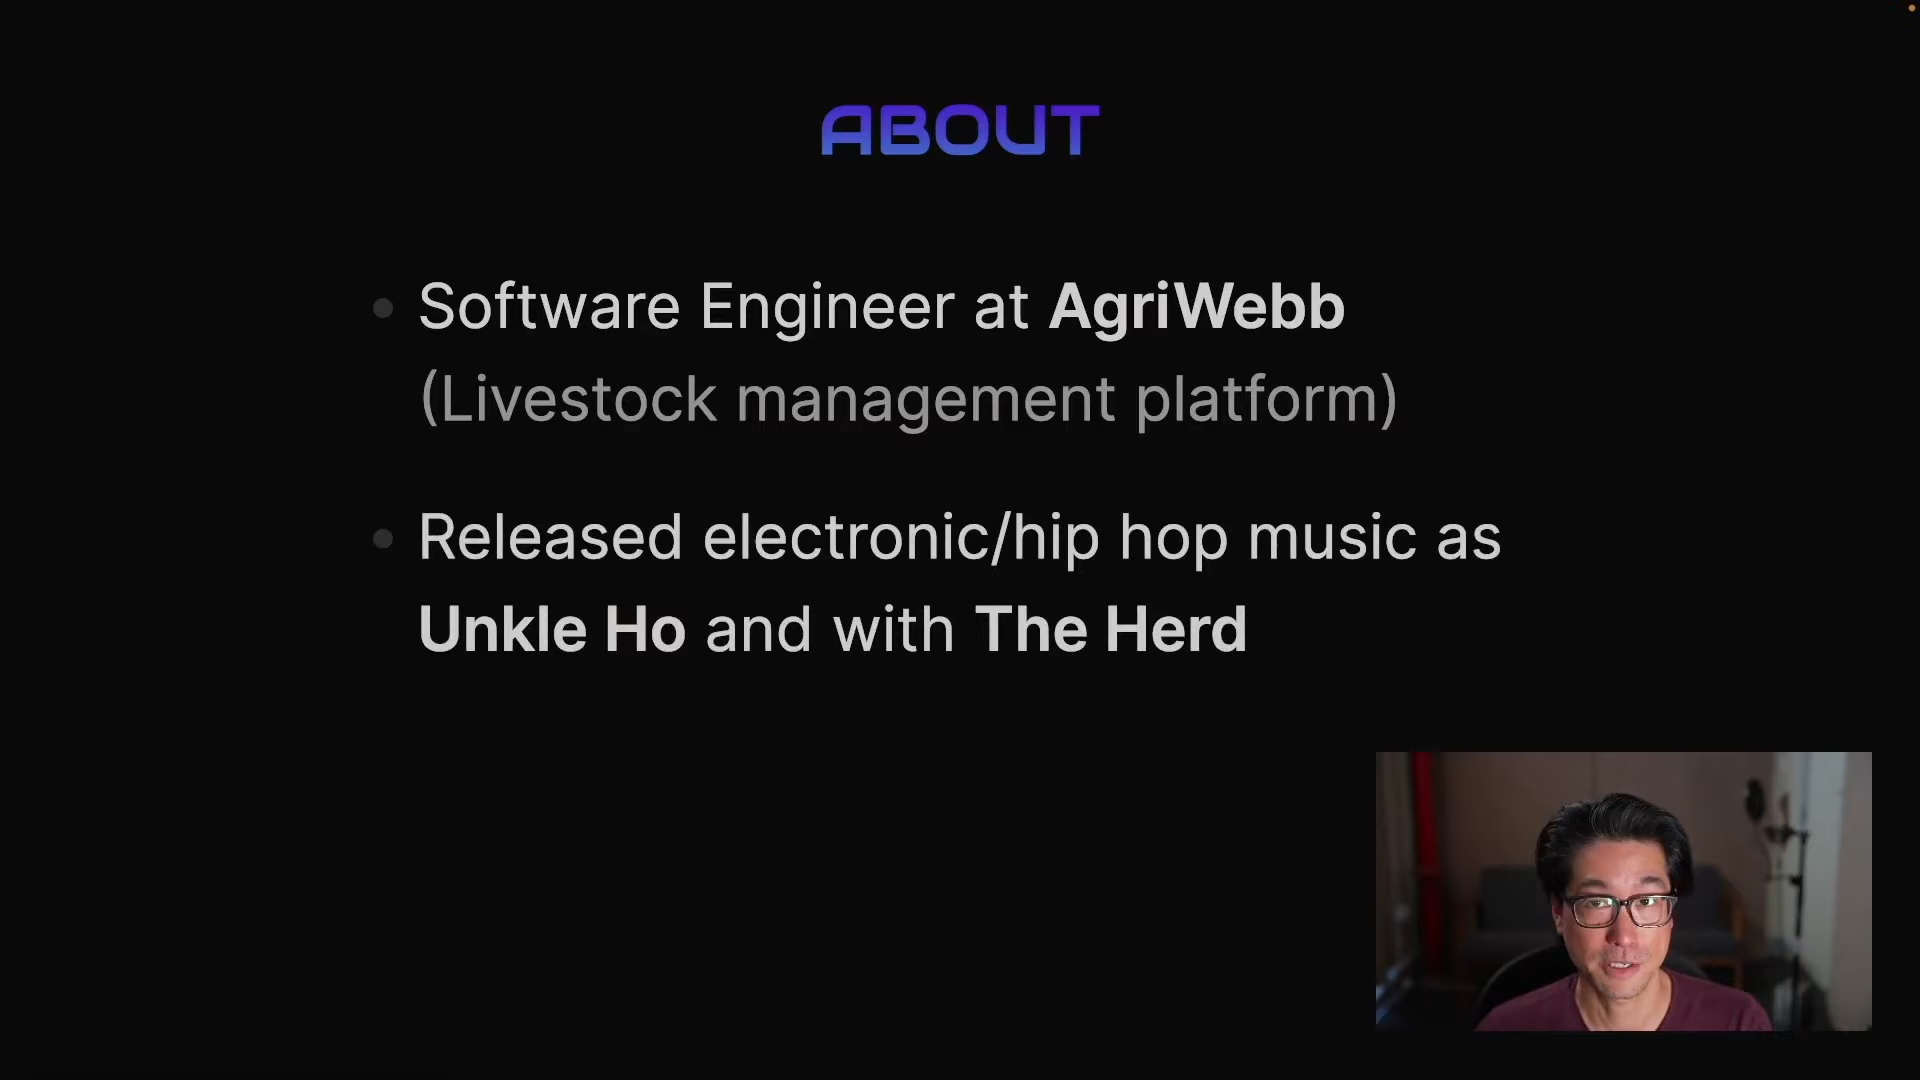 ABOUT
Software Engineer at AgriWebb
(Livestock management platform)
Released electronic/hip hop music as
Unkle Ho and with The Herd